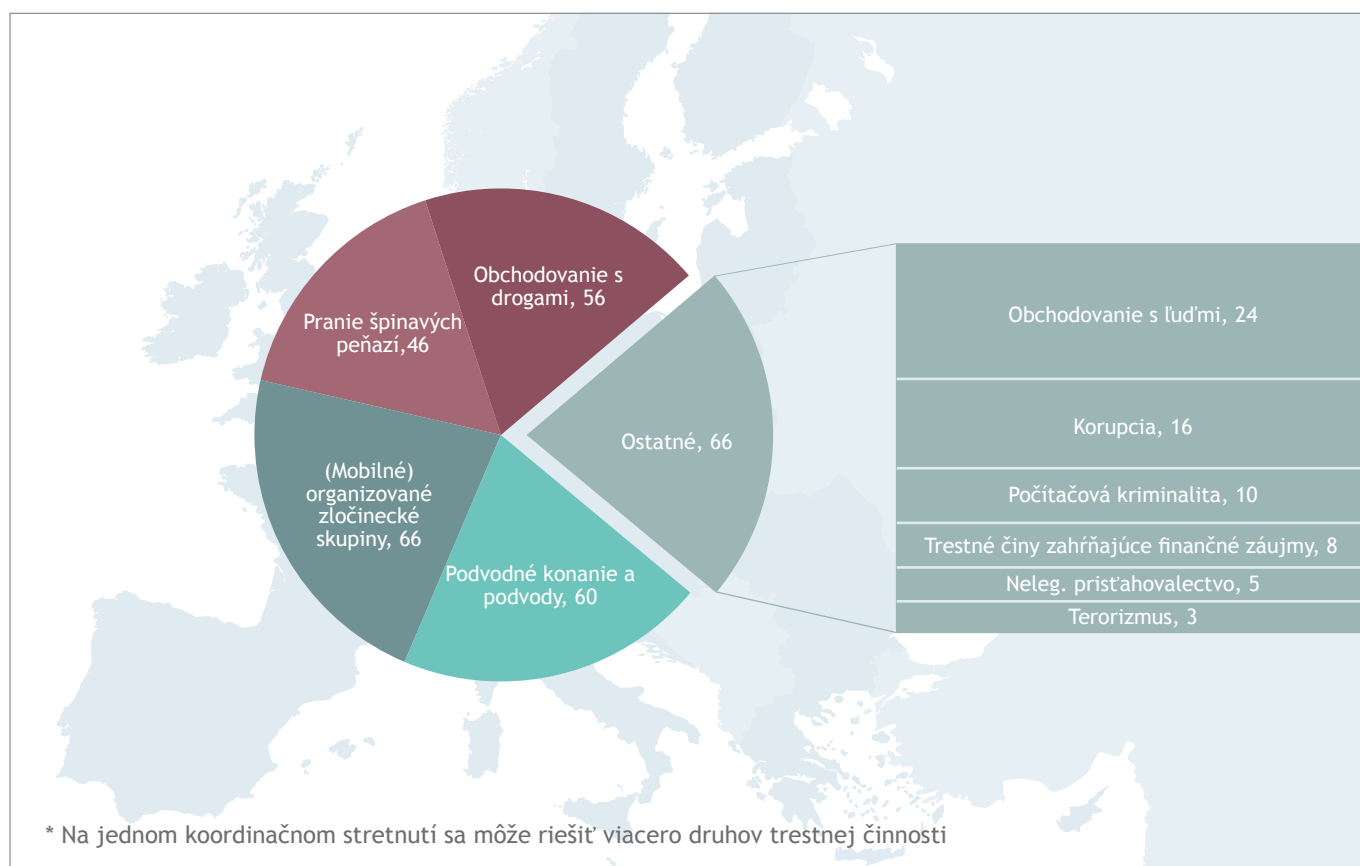 Obchodovanie s
drogami, 56
Pranie špinavých
peňazí,46
(Mobilné)
organizované
zločinecké
skupiny, 66
Podvodné konanie a
podvody, 60
Ostatné, 66
Obchodovanie s ľuďmi, 24
Korupcia, 16
Počítačová kriminalita, 10
Trestné činy zahŕňajúce finančné záujmy, 8
Neleg. prisťahovalectvo, 5
Terorizmus, 3
* Na jednom koordinačnom stretnutí sa môže riešiť viacero druhov trestnej činnosti